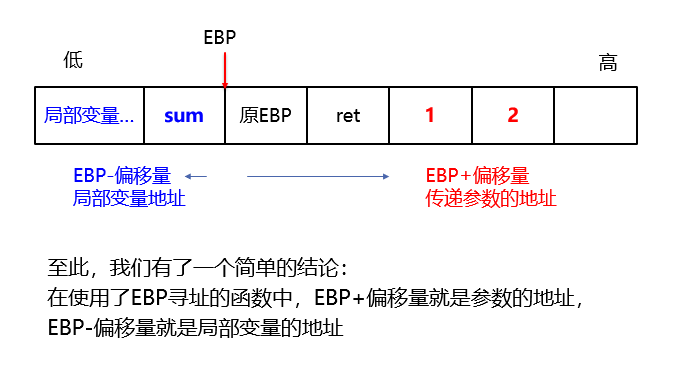 EBP
低
高
局部变量... sum 原EBP ret 1 2
EBP-偏移量
局部变量地址
EBP+偏移量
传递参数的地址
至此，我们有了一个简单的结论：
在使用了EBP寻址的函数中，EBP+偏移量就是参数的地址，
EBP-偏移量就是局部变量的地址